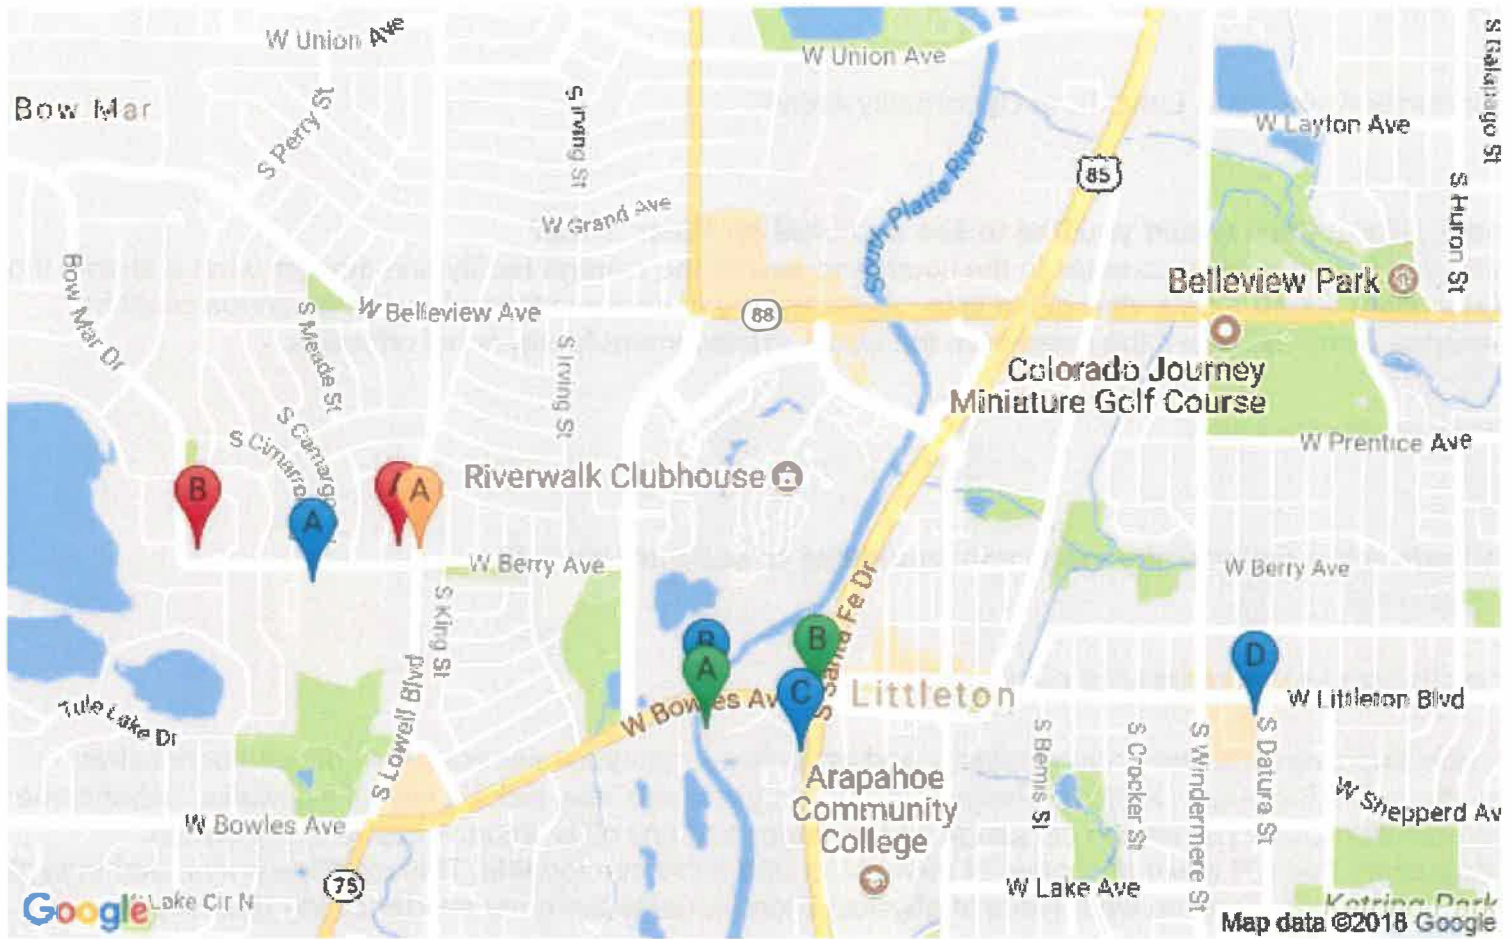 W Union Ave
W Union Ave
S Galapago St
Bow Mar
S Perry St
S Irving St
W Layton Ave
South Platte River
85
S Huron St
W Grand Ave
Belleview Park
Bow Mar Dr
S Meade St
W Belleview Ave
88
S Irving St
Colorado Journey
Miniature Golf Course
S Camargo
S Cimarro
W Prentice Ave
B
A
A
Riverwalk Clubhouse
W Berry Ave
W Berry Ave
S King St
S Santa Fe Dr
B
A
B
C
D
W Bowles Av
Littleton
W Littleton Blvd
Tule Lake Dr
S Lowell Blvd
S Bemis St
S Crocker St
S Windermere St
S Datura St
Arapahoe
Community
College
W Shepperd Av
W Bowles Ave
75
W Lake Ave
Ketring Park
Google
W Lake Cir N
Map data ©2018 Google